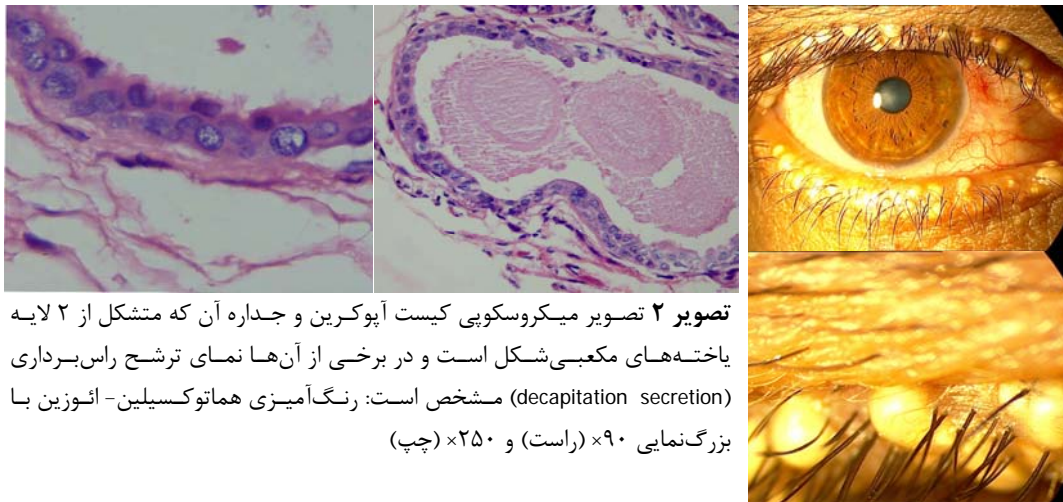 تصویر ۲ تصویر میکروسکوپی کیست آپوکرین و جداره آن که متشکل از ۲ لایه
یاخته‌های مکعبی‌شکل است و در برخی از آن‌ها نمای ترشح راس‌برداری
(decapitation secretion) مشخص است: رنگ‌آمیزی هماتوکسیلین- ائوزین با
بزرگ‌نمایی ۹۰× (راست) و ۲۵۰× (چپ)